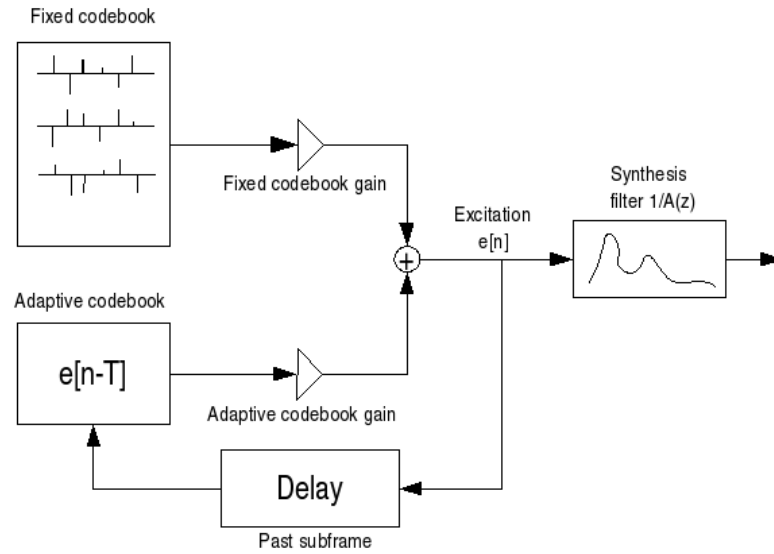 Fixed codebook
Fixed codebook gain
Synthesis
filter 1/A(z)
Excitation
e[n]
+
Adaptive codebook
e[n-T]
Adaptive codebook gain
Delay
Past subframe